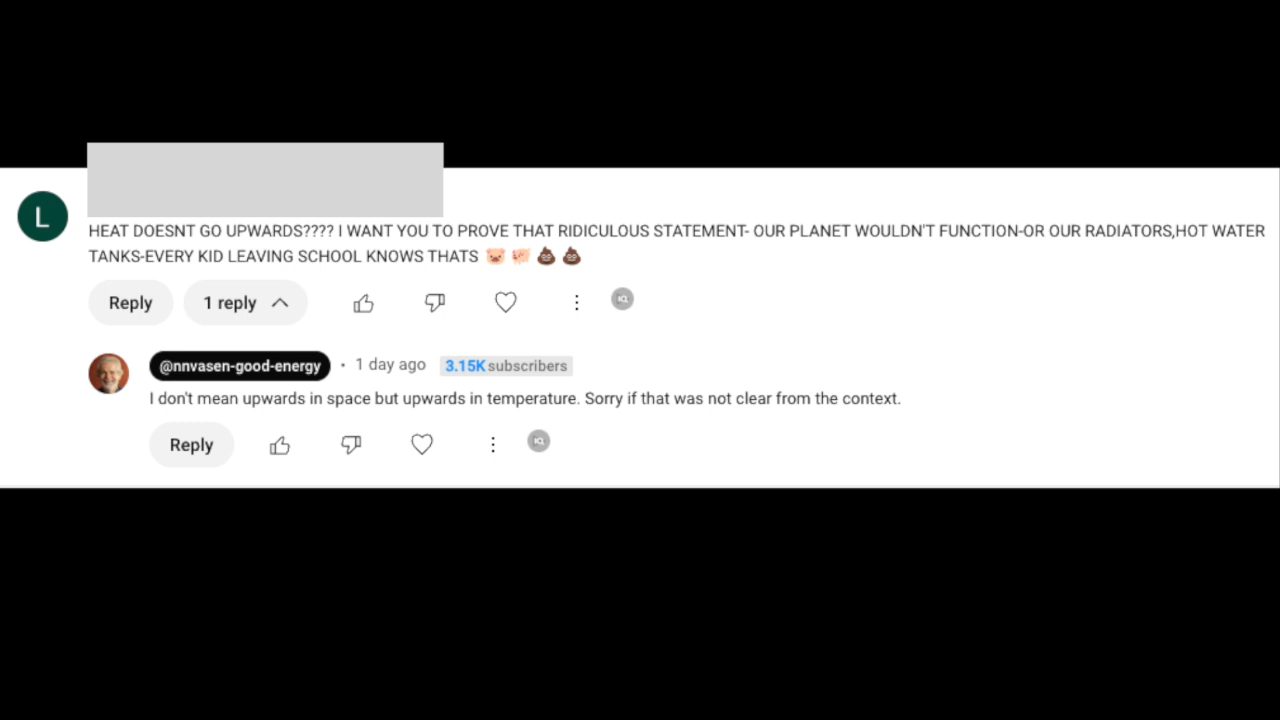 L
HEAT DOESNT GO UPWARDS???? I WANT YOU TO PROVE THAT RIDICULOUS STATEMENT- OUR PLANET WOULDN'T FUNCTION-OR OUR RADIATORS,HOT WATER
TANKS-EVERY KID LEAVING SCHOOL KNOWS THATS 🐷 🐖 💩 💩
Reply 1 reply
@nnvasen-good-energy • 1 day ago 3.15K subscribers
I don't mean upwards in space but upwards in temperature. Sorry if that was not clear from the context.
Reply